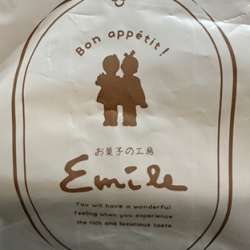 Bon appétit!
お菓子の工房
Emile
You will have a wonderful
feeling when you experience
the rich and luxurious taste